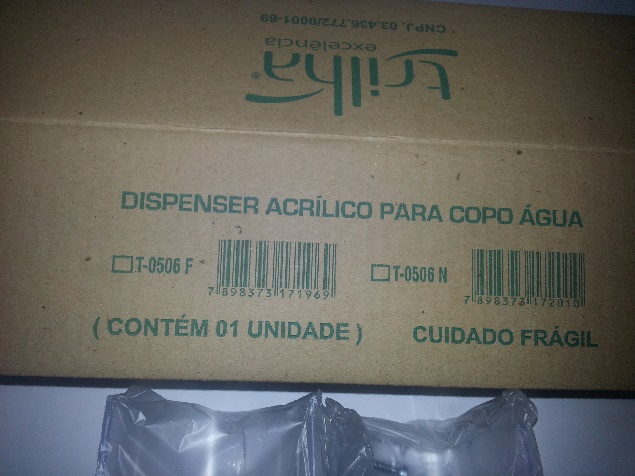 trilha®
excelência
* CNPJ. 03.436.772/0001-69
DISPENSER ACRÍLICO PARA COPO ÁGUA
T-0506 F
7 898373 171969
T-0506 N
7 898373 172010
( CONTÉM 01 UNIDADE )
CUIDADO FRÁGIL